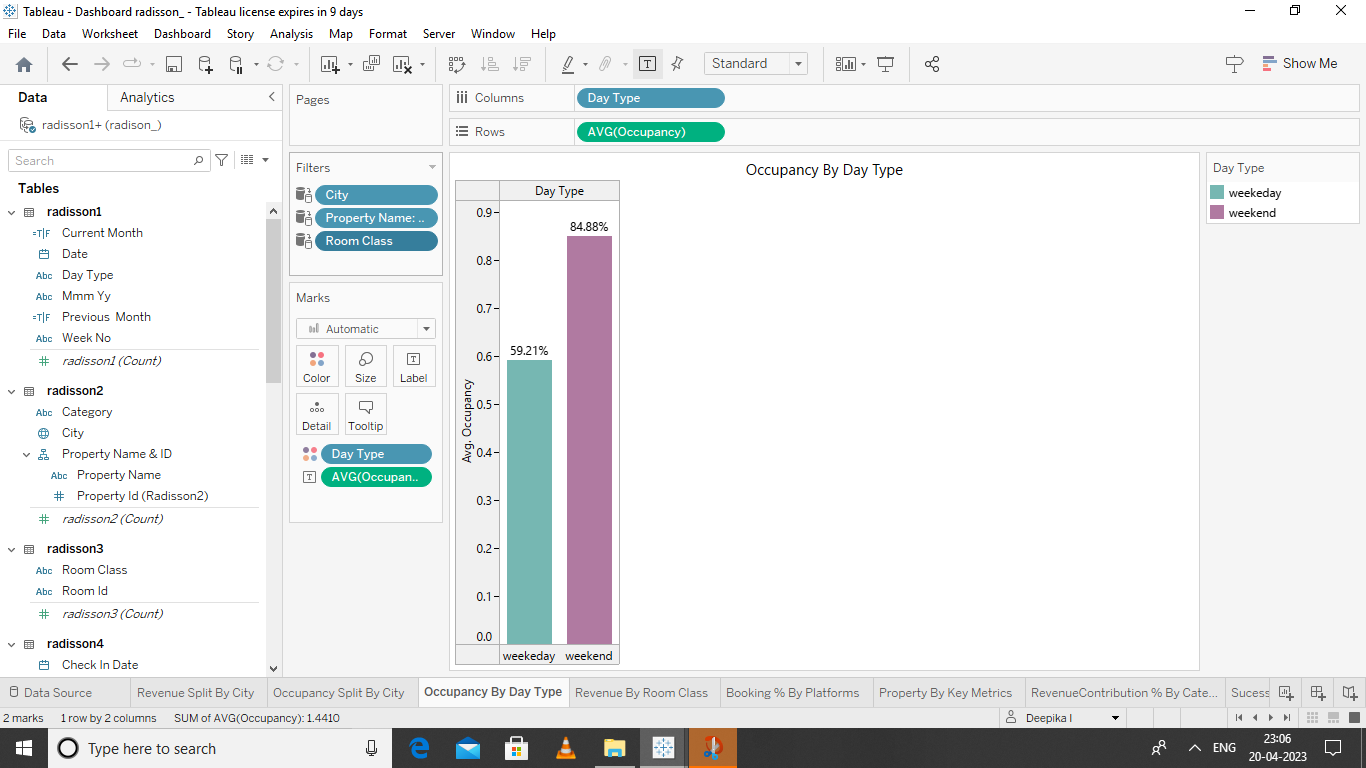 Tableau - Dashboard radisson_ - Tableau license expires in 9 days
File Data Worksheet Dashboard Story Analysis Map Format Server Window Help
Standard
Show Me
Data Analytics
radisson1+ (radison_)
Search
Tables
radisson1
=T|F Current Month
Date
Abc Day Type
Abc Mmm Yy
=T|F Previous Month
Abc Week No
# radisson1 (Count)
radisson2
Abc Category
City
Property Name & ID
Abc Property Name
# Property Id (Radisson2)
# radisson2 (Count)
radisson3
Abc Room Class
Abc Room Id
# radisson3 (Count)
radisson4
Check In Date
Pages
Filters
City
Property Name: ..
Room Class
Marks
Automatic
Color Size T Label
Detail Tooltip
Day Type
T AVG(Occupan..
Columns Day Type
Rows AVG(Occupancy)
Occupancy By Day Type
Day Type
0.9
84.88%
0.8
0.7
0.6
59.21%
0.5
0.4
0.3
0.2
0.1
0.0
Avg. Occupancy
weekeday weekend
Day Type
weekeday
weekend
Data Source Revenue Split By City Occupancy Split By City Occupancy By Day Type Revenue By Room Class Booking % By Platforms Property By Key Metrics RevenueContribution % By Cate... Sucess
2 marks 1 row by 2 columns SUM of AVG(Occupancy): 1.4410 Deepika I
Type here to search
ENG
23:06
20-04-2023